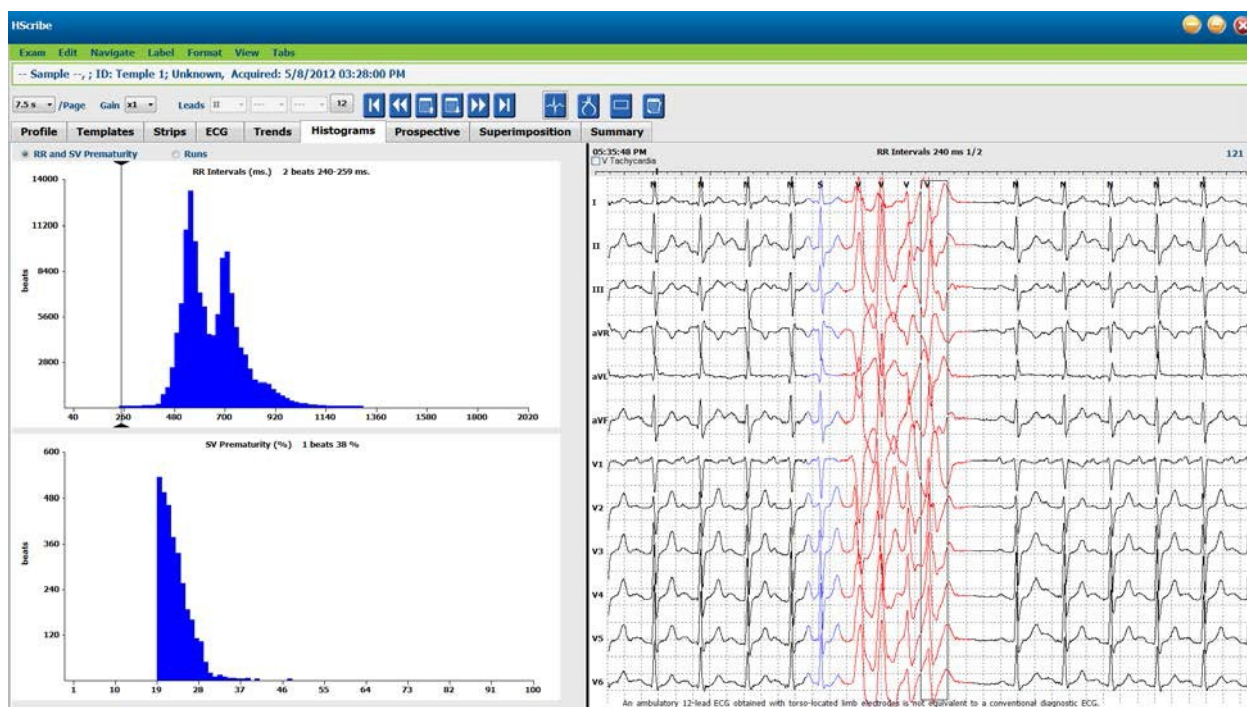 HScribe
Exam Edit Navigate Label Format View Tabs
-- Sample --, ; ID: Temple 1; Unknown, Acquired: 5/8/2012 03:28:00 PM
7.5 s /Page Gain x1 Leads II --- --- 12
Profile Templates Strips ECG Trends Histograms Prospective Superimposition Summary
RR and SV Prematurity Runs
RR Intervals (ms.) 2 beats 240-259 ms.
14000
11200
8400
5600
2800
beats
40 260 480 700 920 1140 1360 1580 1800 2020
SV Prematurity (%) 1 beats 38 %
600
480
360
240
120
beats
1 10 19 28 37 46 55 64 73 82 91 100
05:35:48 PM RR Intervals 240 ms 1/2 121
V Tachycardia
N N N N S V V V V N N N N N
I
II
III
aVR
aVL
aVF
V1
V2
V3
V4
V5
V6
An ambulatory 12-lead ECG obtained with torso-located limb electrodes is not equivalent to a conventional diagnostic ECG.